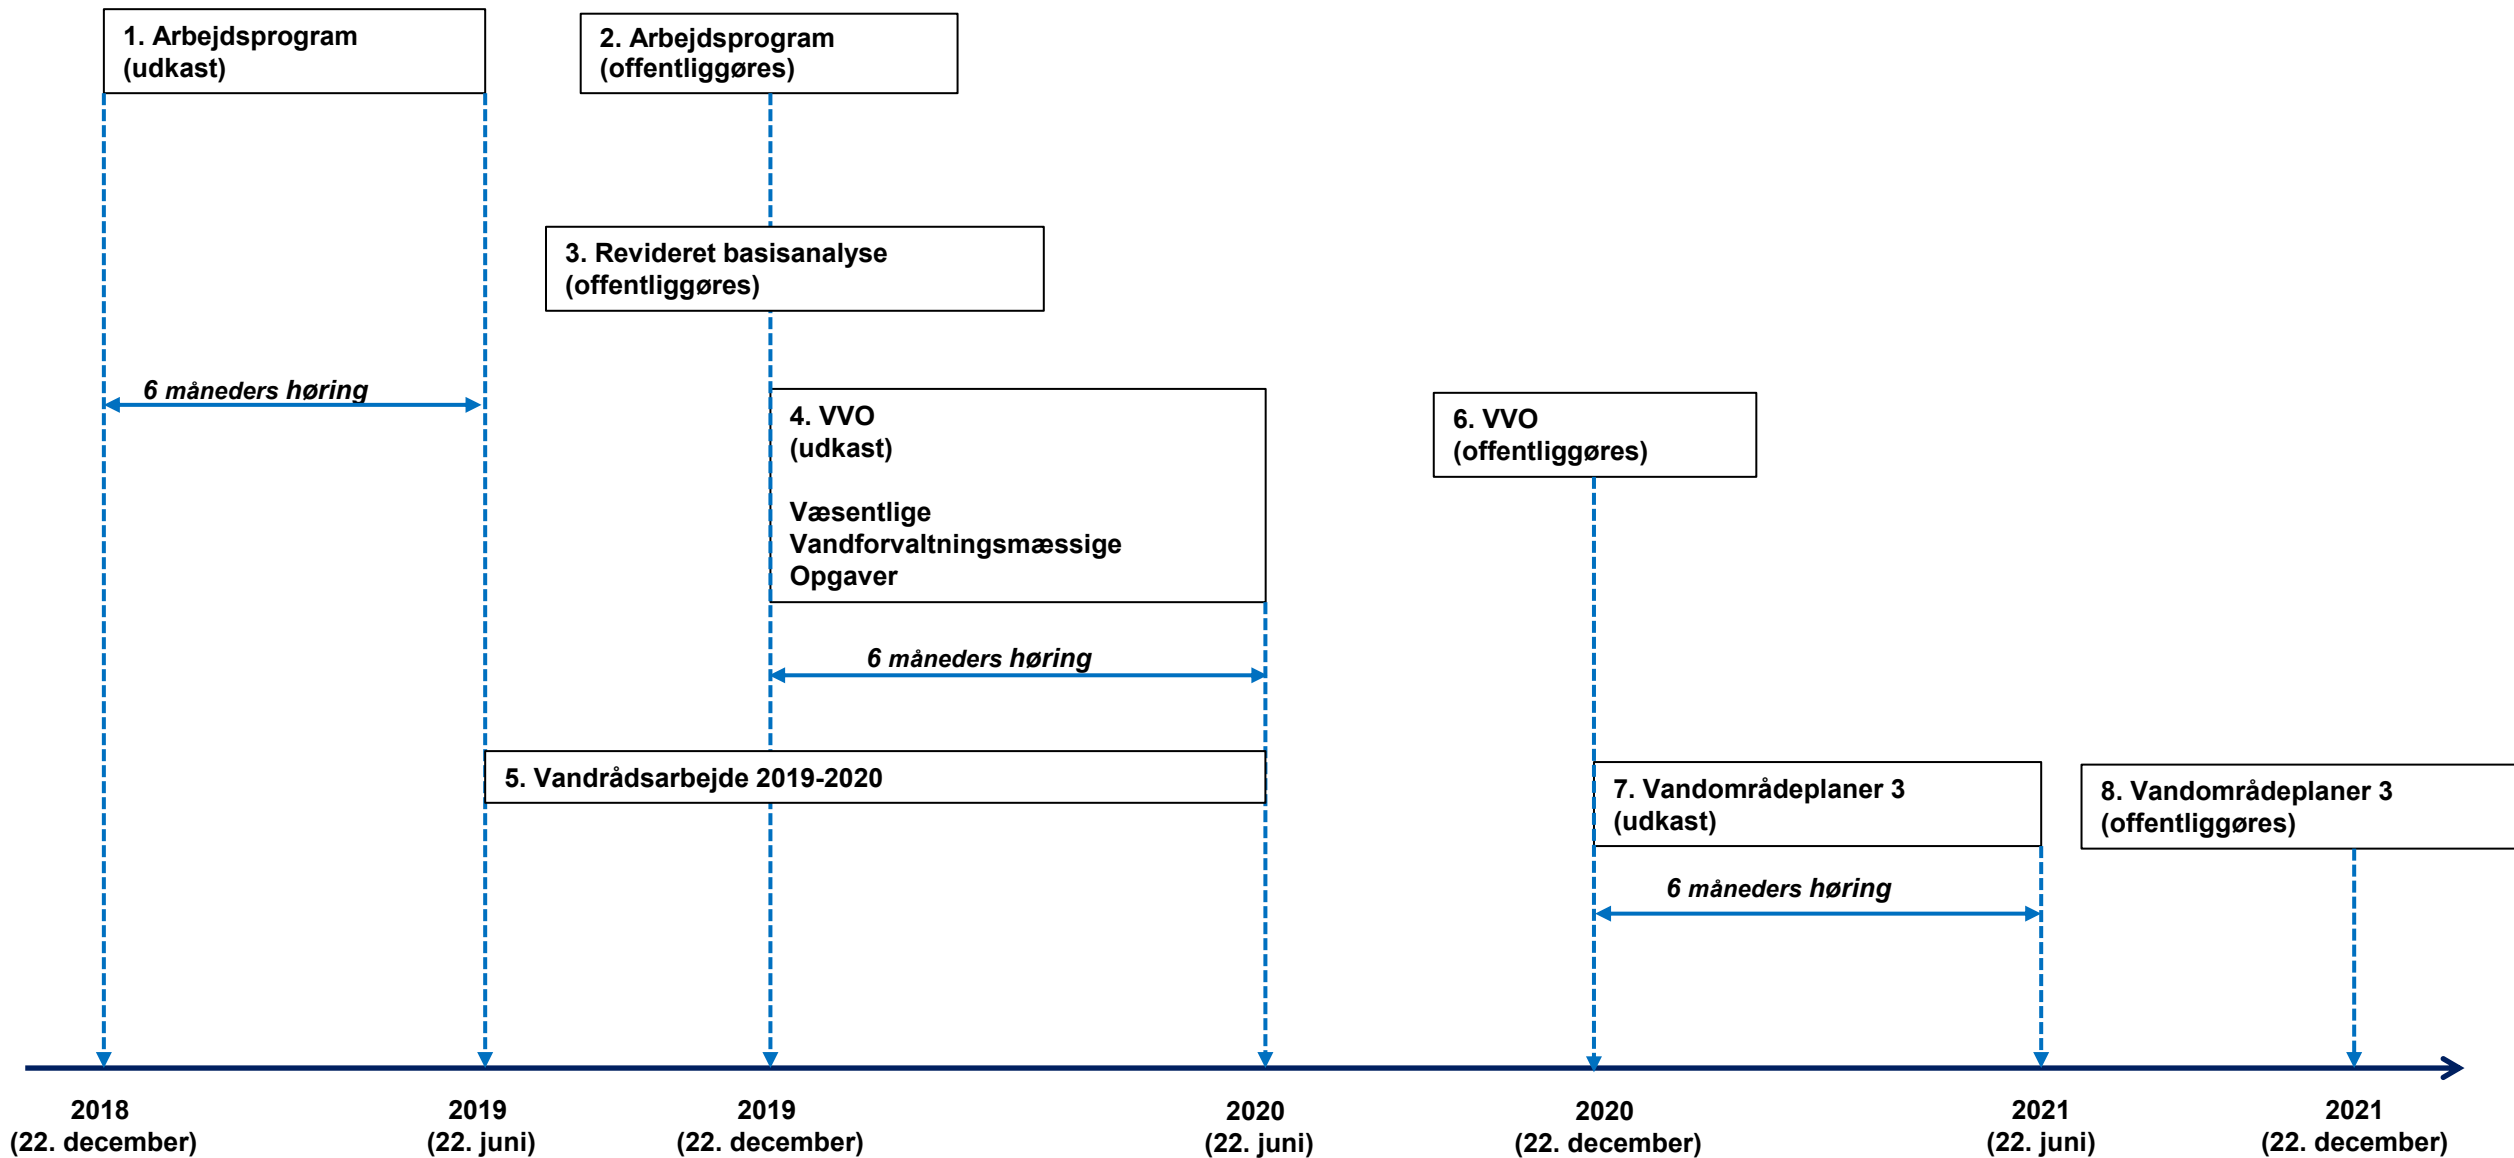 1. Arbejdsprogram
(udkast)
2. Arbejdsprogram
(offentliggøres)
3. Revideret basisanalyse
(offentliggøres)
6 måneders høring
4. VVO
(udkast)
Væsentlige
Vandforvaltningsmæssige
Opgaver
6. VVO
(offentliggøres)
6 måneders høring
5. Vandrådsarbejde 2019-2020
7. Vandområdeplaner 3
(udkast)
8. Vandområdeplaner 3
(offentliggøres)
6 måneders høring
2018
(22. december)
2019
(22. juni)
2019
(22. december)
2020
(22. juni)
2020
(22. december)
2021
(22. juni)
2021
(22. december)